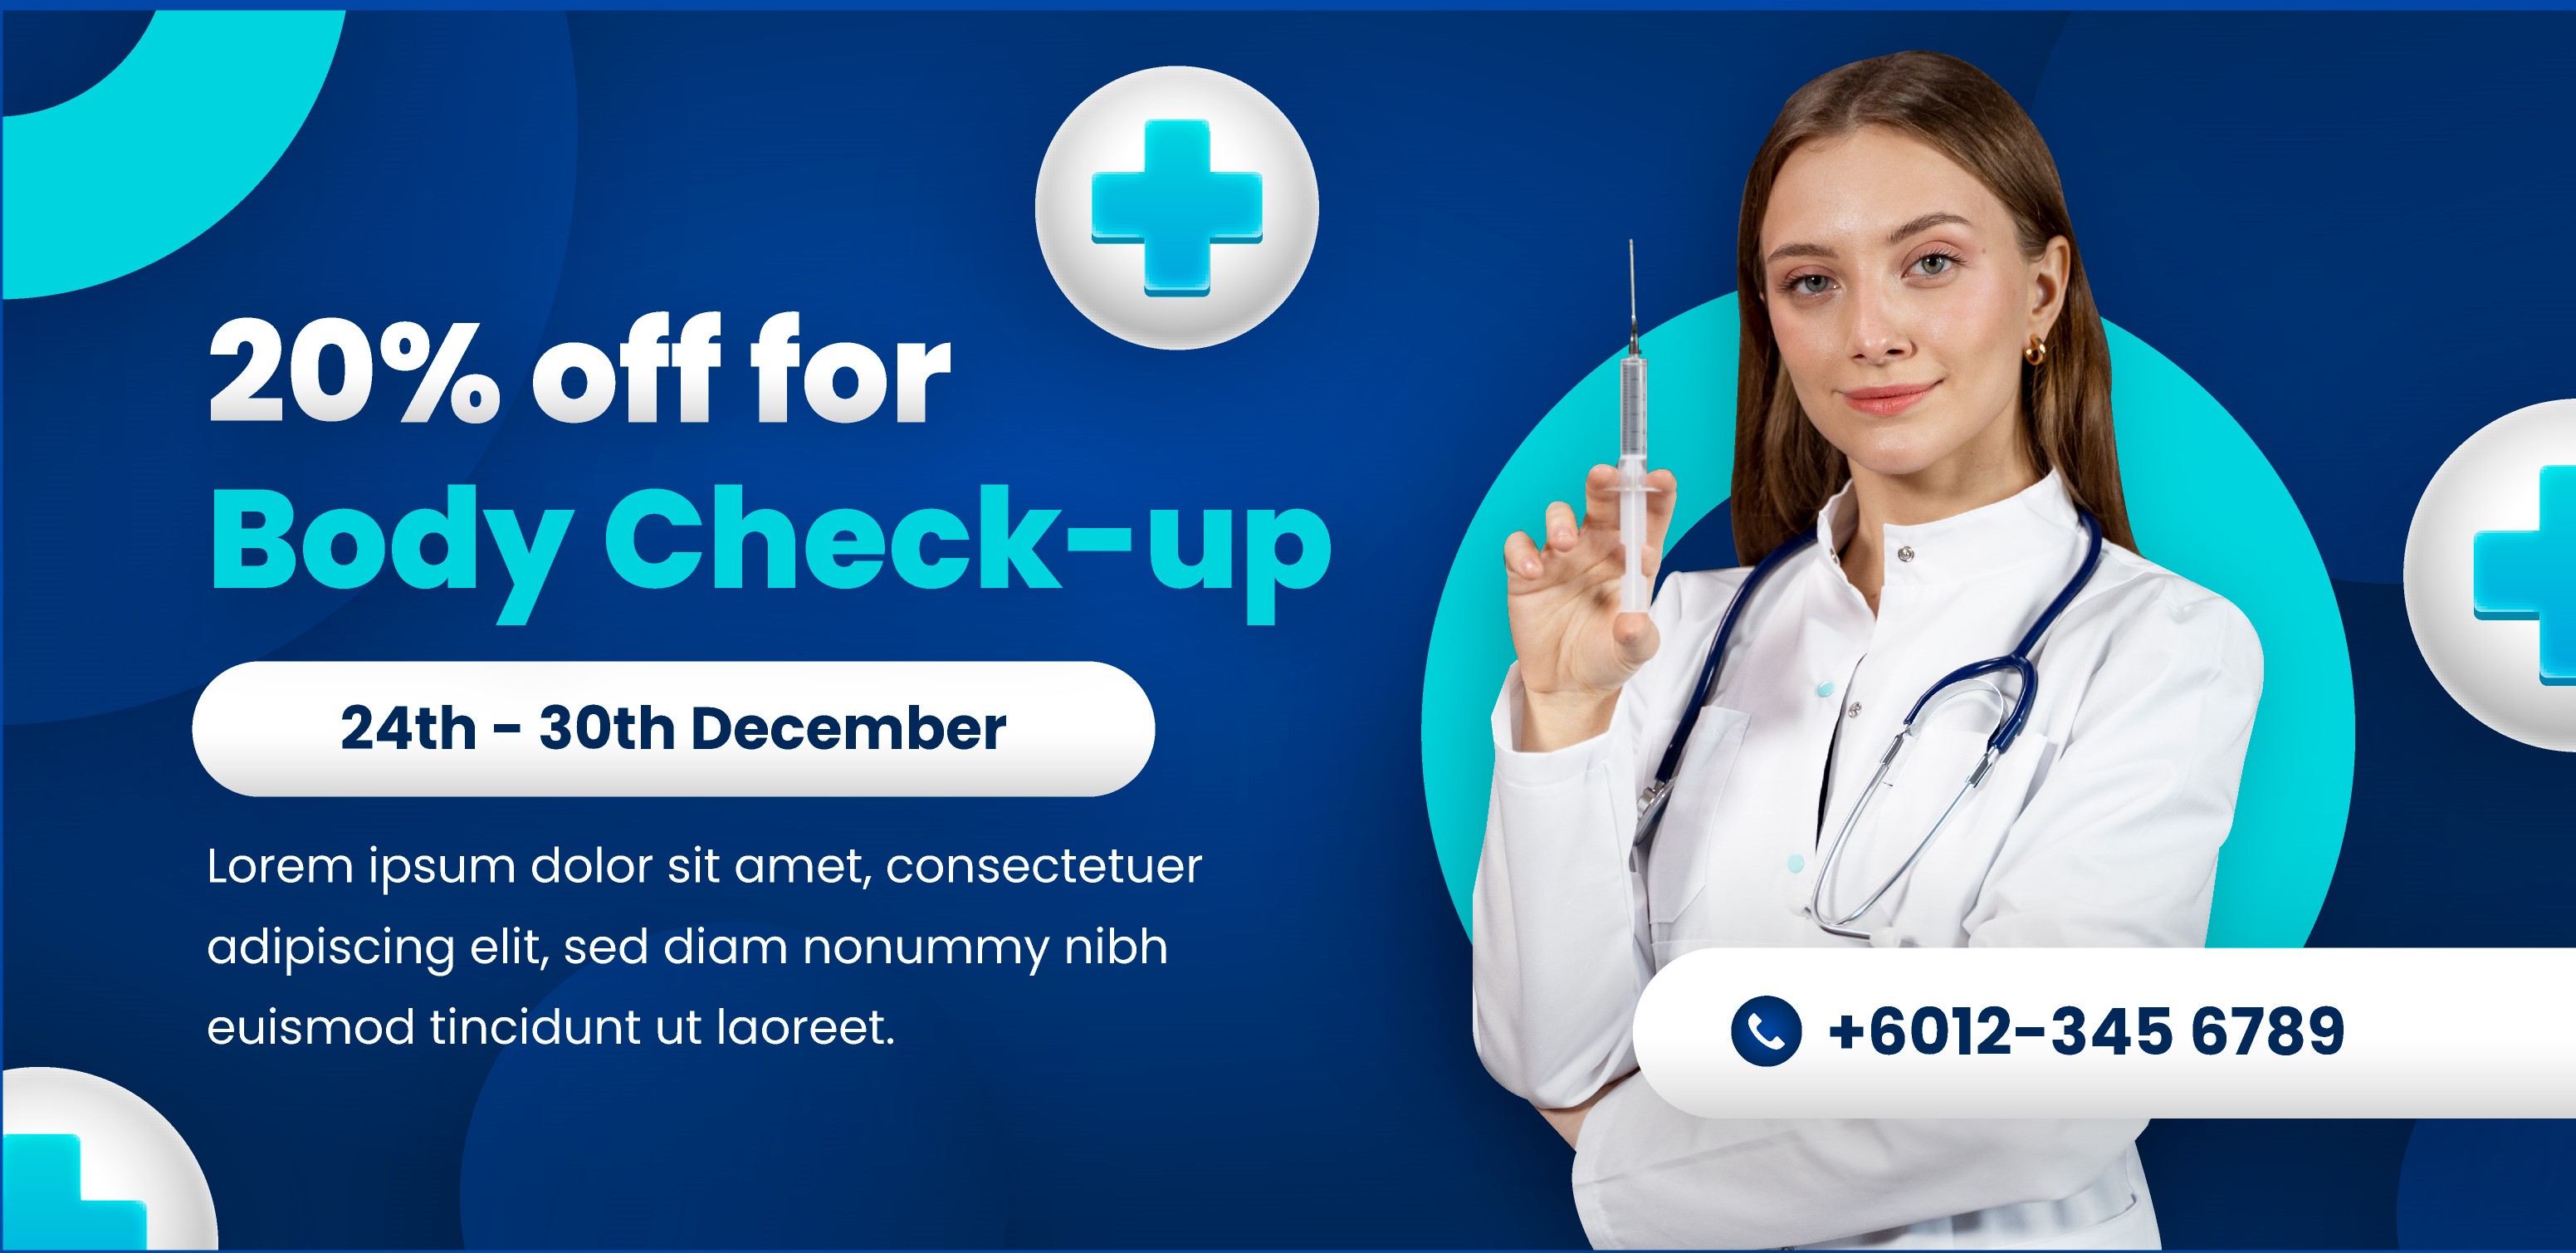 20% off for
Body Check-up
24th - 30th December
Lorem ipsum dolor sit amet, consectetuer
adipiscing elit, sed diam nonummy nibh
euismod tincidunt ut laoreet.
+6012-345 6789